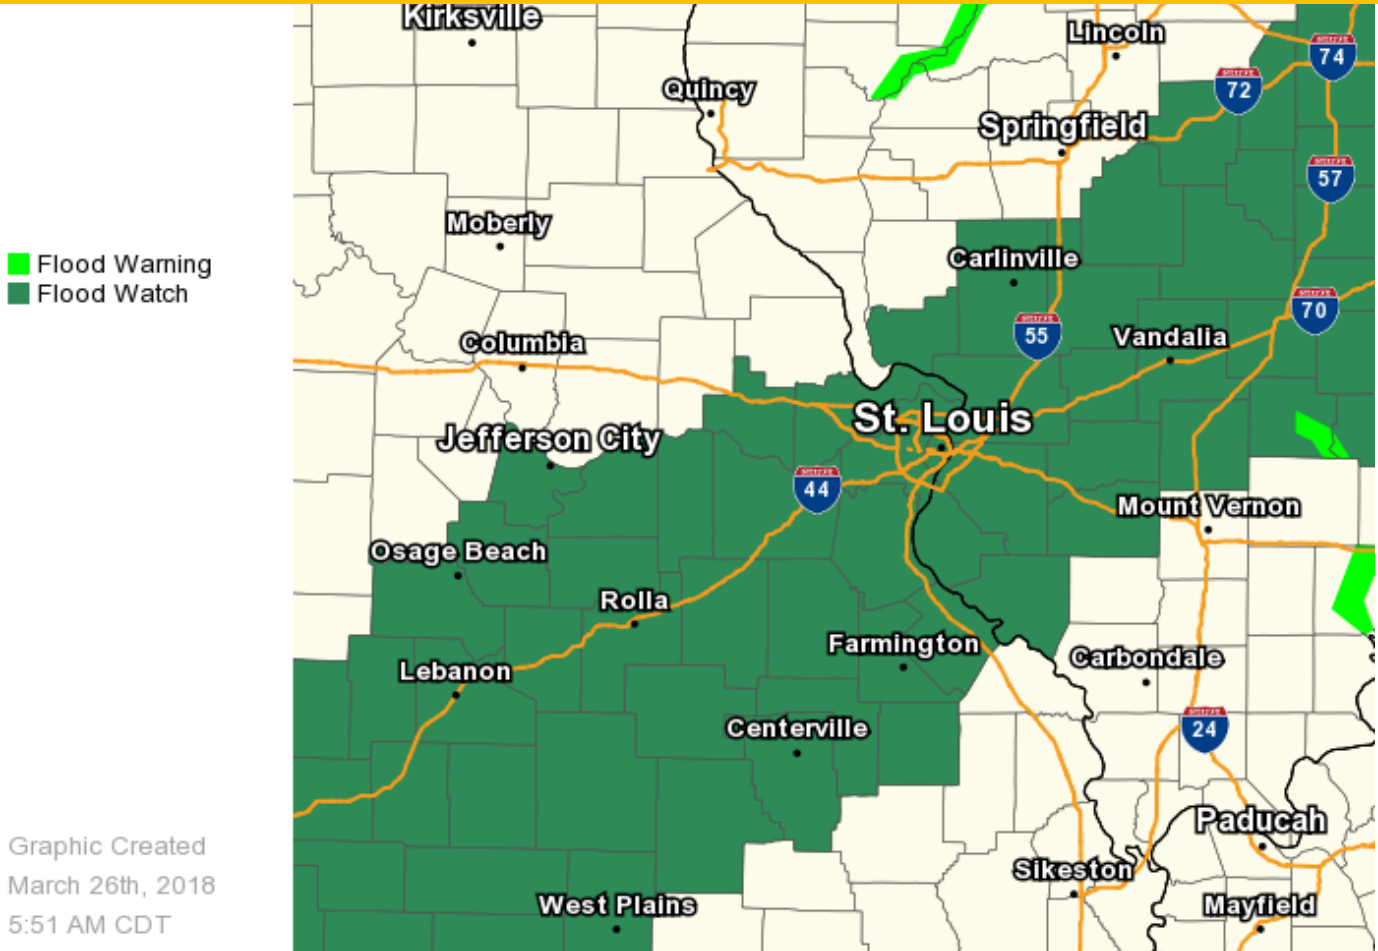 Kirksville
Lincoln
74
72
Quincy
Springfield
57
Moberly
Flood Warning
Carlinville
Flood Watch
70
55
Vandalia
Columbia
St. Louis
Jefferson City
44
Mount Vernon
Osage Beach
Rolla
Farmington
Carbondale
Lebanon
Centerville
24
Paducah
Graphic Created
Sikeston
March 26th, 2018
West Plains
Mayfield
5:51 AM CDT